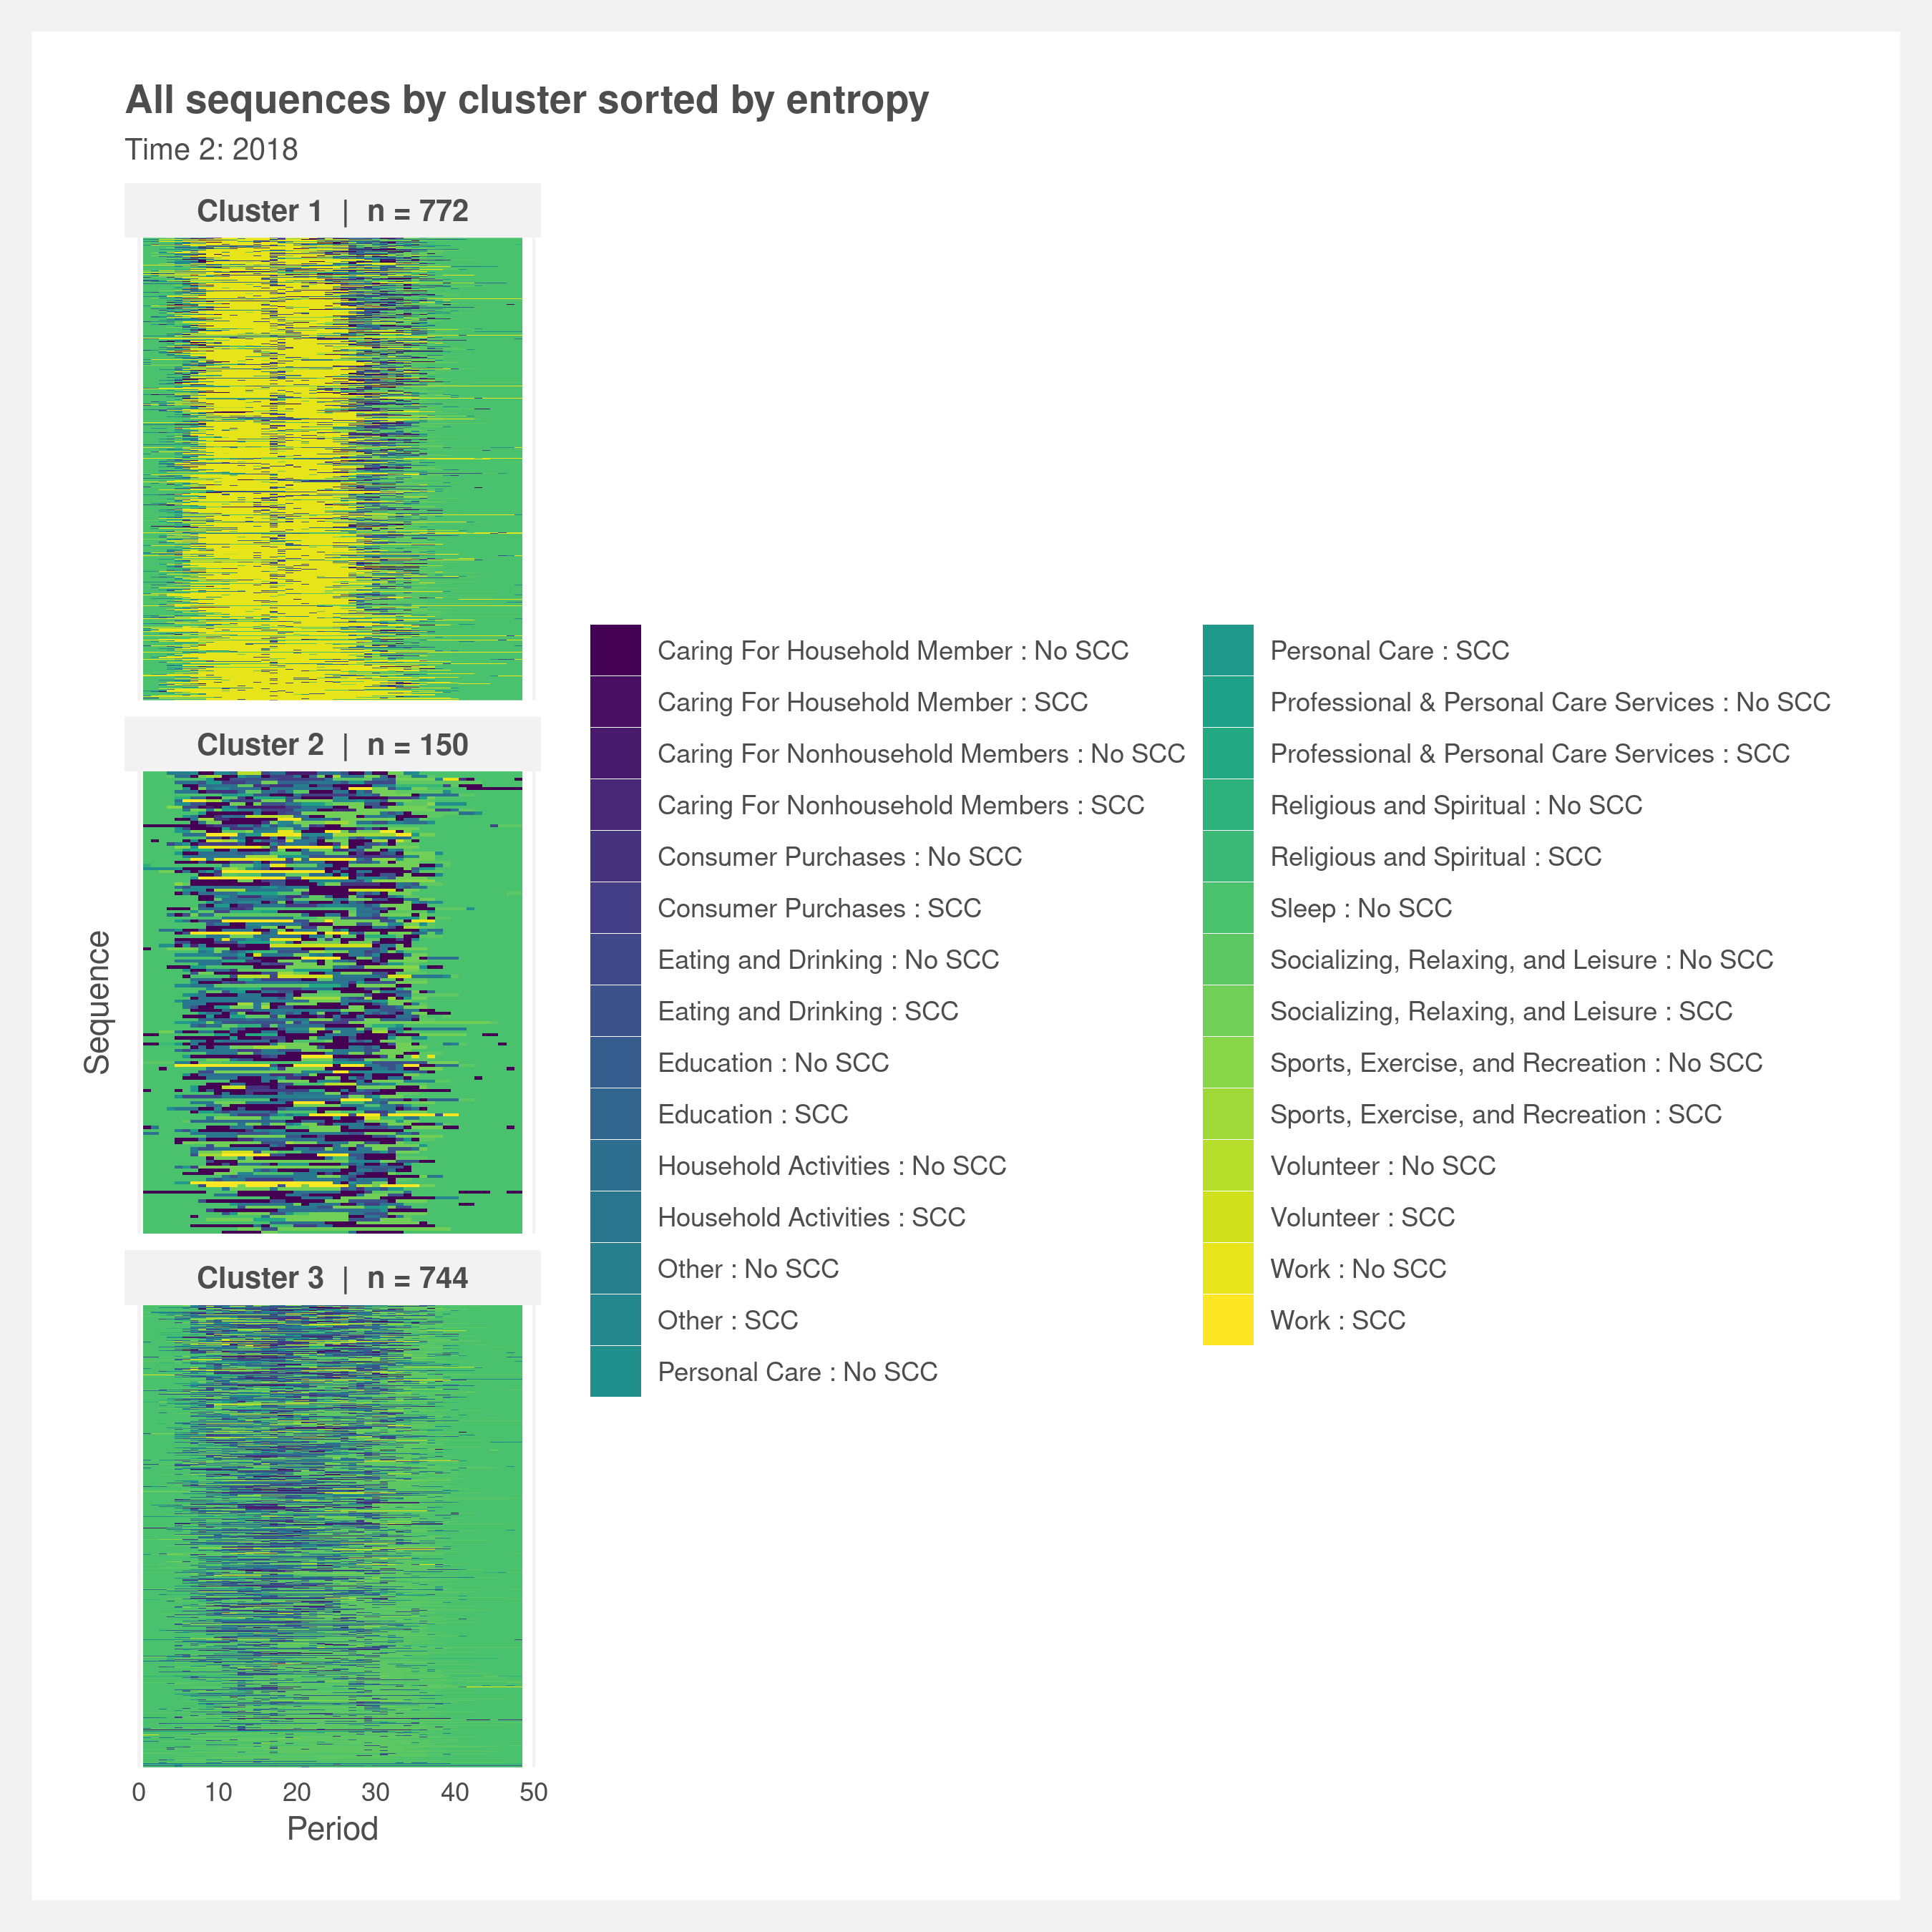 All sequences by cluster sorted by entropy
Time 2: 2018
Cluster 1 | n = 772
Cluster 2 | n = 150
Cluster 3 | n = 744
Sequence
0 10 20 30 40 50
Period
Caring For Household Member : No SCC
Caring For Household Member : SCC
Caring For Nonhousehold Members : No SCC
Caring For Nonhousehold Members : SCC
Consumer Purchases : No SCC
Consumer Purchases : SCC
Eating and Drinking : No SCC
Eating and Drinking : SCC
Education : No SCC
Education : SCC
Household Activities : No SCC
Household Activities : SCC
Other : No SCC
Other : SCC
Personal Care : No SCC
Personal Care : SCC
Professional & Personal Care Services : No SCC
Professional & Personal Care Services : SCC
Religious and Spiritual : No SCC
Religious and Spiritual : SCC
Sleep : No SCC
Socializing, Relaxing, and Leisure : No SCC
Socializing, Relaxing, and Leisure : SCC
Sports, Exercise, and Recreation : No SCC
Sports, Exercise, and Recreation : SCC
Volunteer : No SCC
Volunteer : SCC
Work : No SCC
Work : SCC